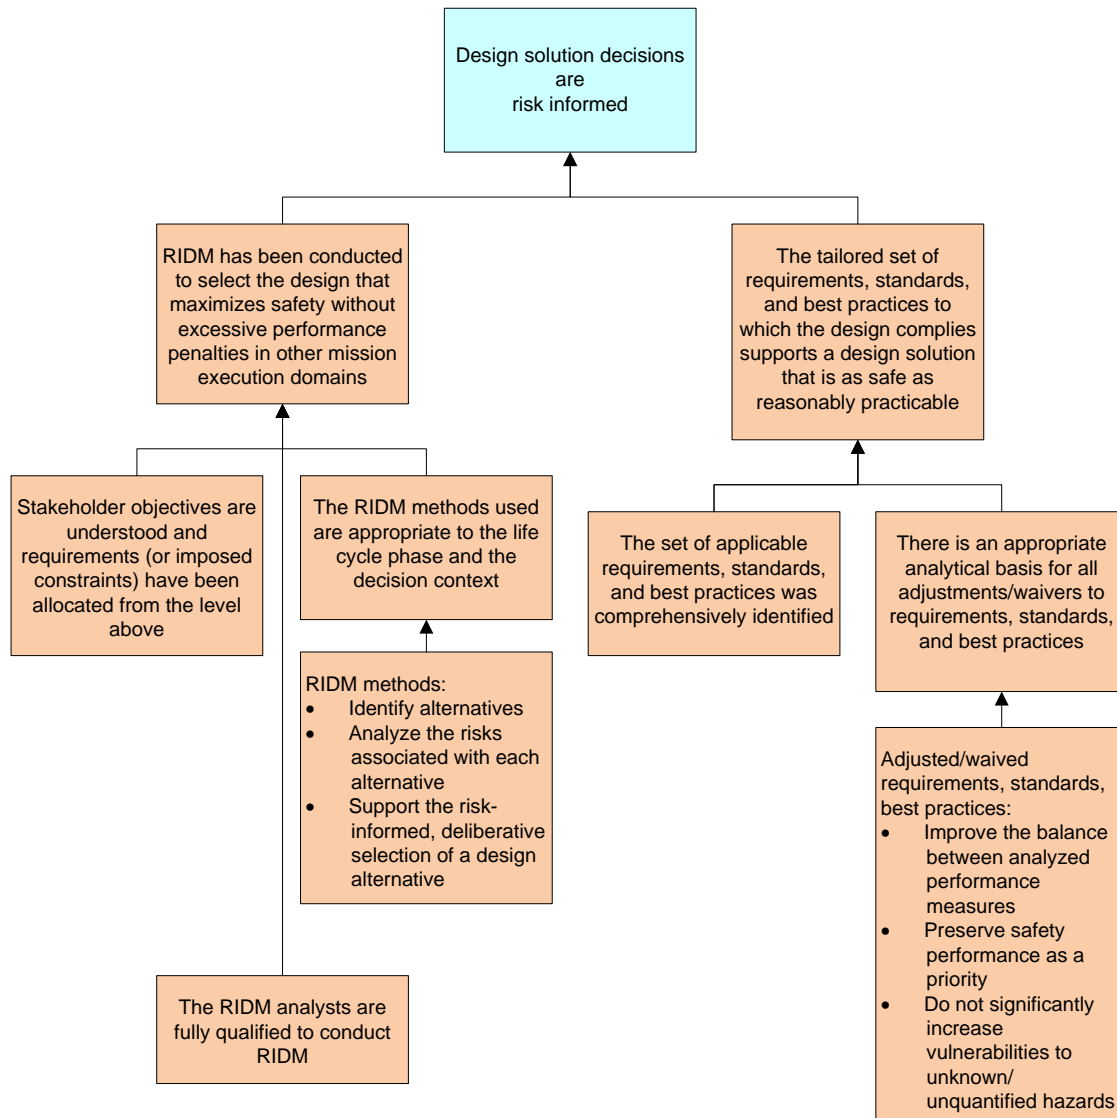 Design solution decisions
are
risk informed
RIDM has been conducted
to select the design that
maximizes safety without
excessive performance
penalties in other mission
execution domains
The tailored set of
requirements, standards,
and best practices to
which the design complies
supports a design solution
that is as safe as
reasonably practicable
Stakeholder objectives are
understood and
requirements (or imposed
constraints) have been
allocated from the level
above
The RIDM methods used
are appropriate to the life
cycle phase and the
decision context
The set of applicable
requirements, standards,
and best practices was
comprehensively identified
There is an appropriate
analytical basis for all
adjustments/waivers to
requirements, standards,
and best practices
RIDM methods:
• Identify alternatives
• Analyze the risks
associated with each
alternative
• Support the risk-
informed, deliberative
selection of a design
alternative
Adjusted/waived
requirements, standards,
best practices:
• Improve the balance
between analyzed
performance
measures
• Preserve safety
performance as a
priority
• Do not significantly
increase
vulnerabilities to
unknown/
unquantified hazards
The RIDM analysts are
fully qualified to conduct
RIDM